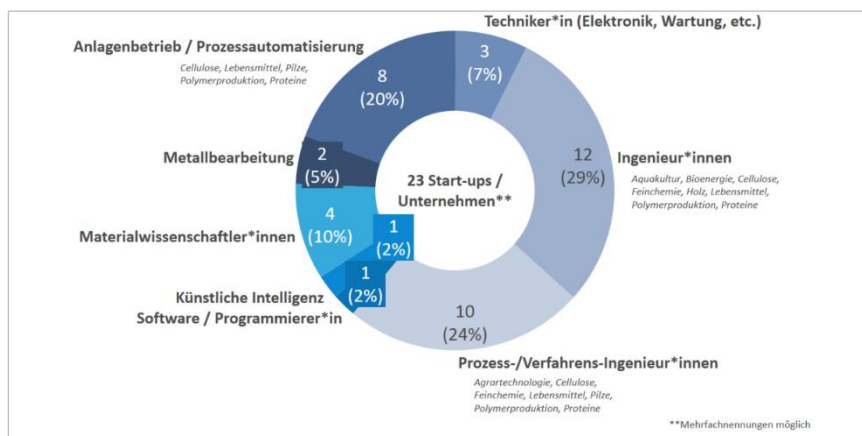 Techniker*in (Elektronik, Wartung, etc.)
3
(7%)
Anlagenbetrieb / Prozessautomatisierung
Cellulose, Lebensmittel, Pilze,
Polymerproduktion, Proteine
8
(20%)
12
(29%)
Ingenieur*innen
Aquakultur, Bioenergie, Cellulose,
Feinchemie, Holz, Lebensmittel,
Polymerproduktion, Proteine
Metallbearbeitung
2
(5%)
23 Start-ups /
Unternehmen**
Materialwissenschaftler*innen
4
(10%)
1
(2%)
Künstliche Intelligenz
Software / Programmierer*in
1
(2%)
10
(24%)
Prozess-/Verfahrens-Ingenieur*innen
Agrartechnologie, Cellulose,
Feinchemie, Lebensmittel, Pilze,
Polymerproduktion, Proteine
**Mehrfachnennungen möglich